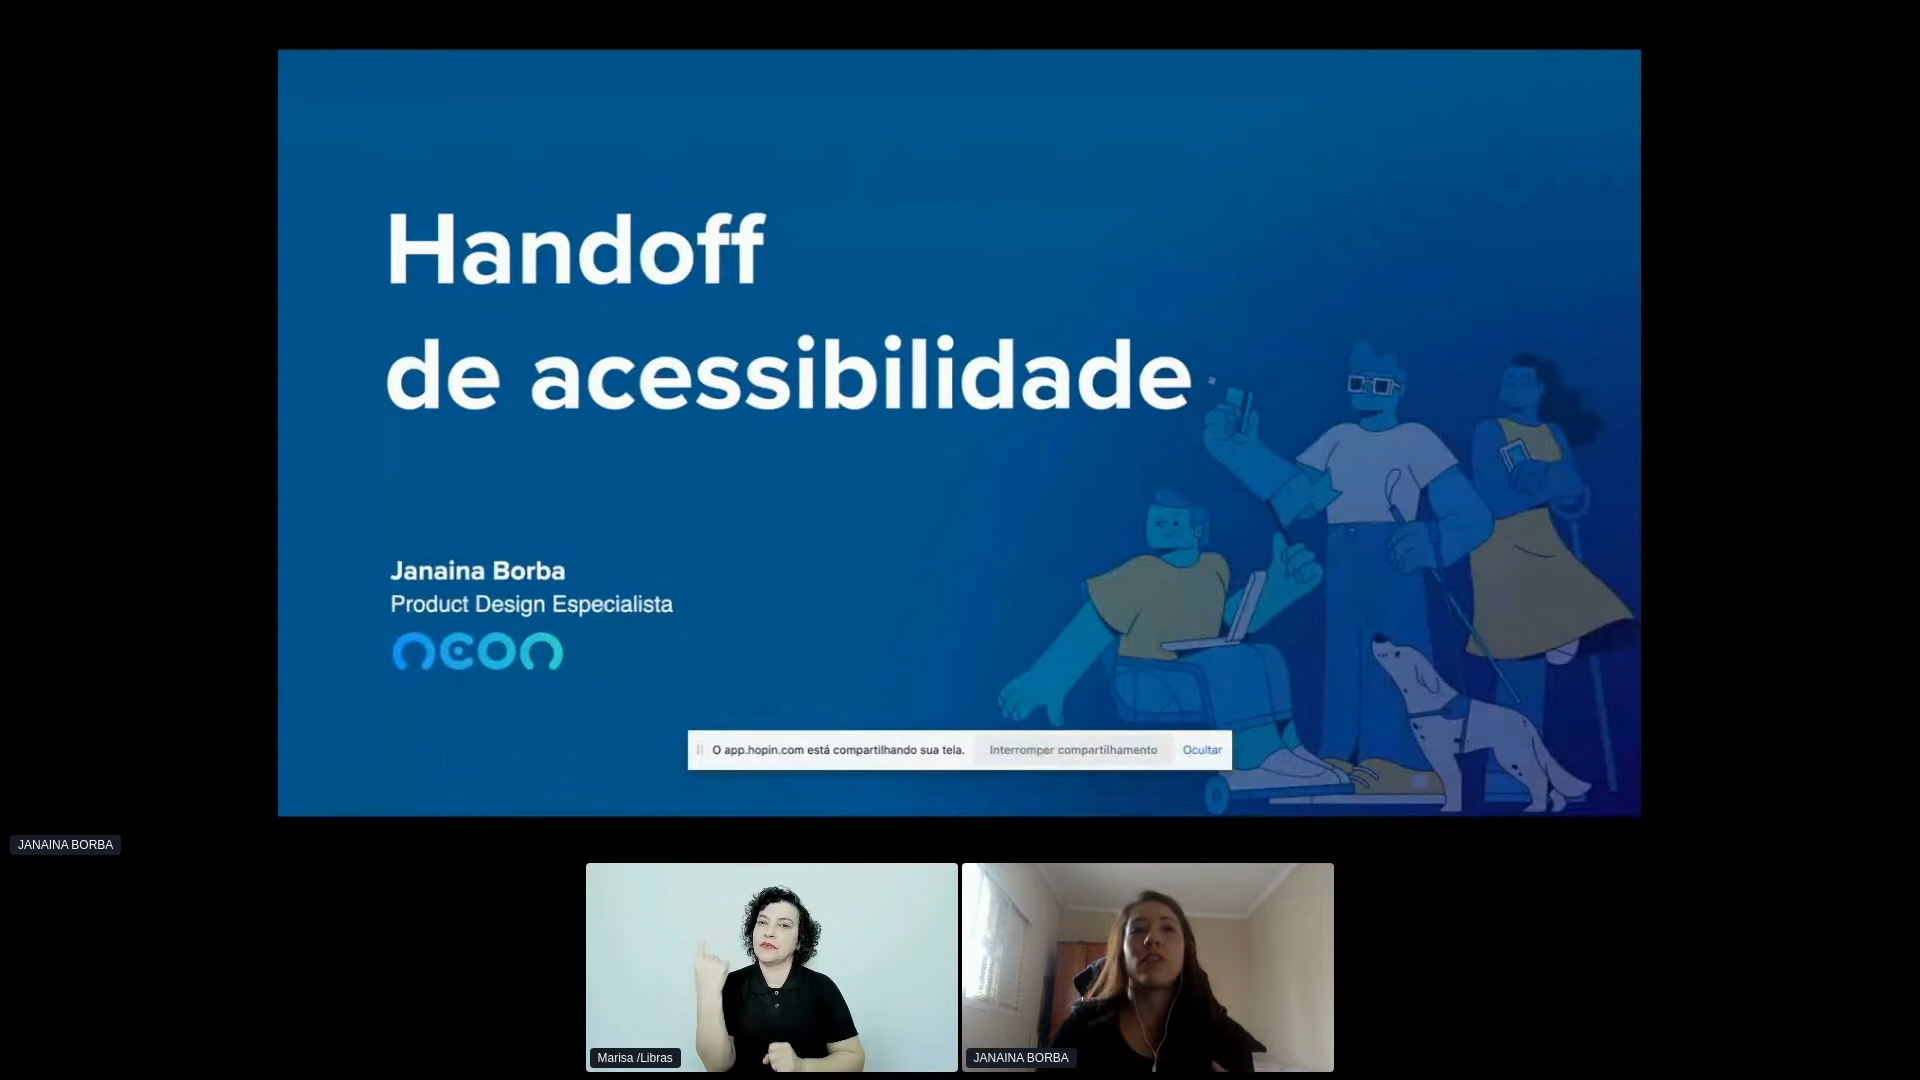 Handoff
de acessibilidade
Janaina Borba
Product Design Especialista
neon
O app.hopin.com está compartilhando sua tela. Interromper compartilhamento Ocultar
JANAINA BORBA
Marisa /Libras
JANAINA BORBA